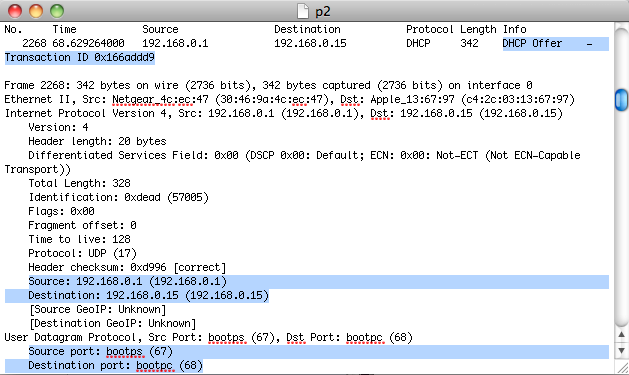 p2
No. Time Source Destination Protocol Length Info
2268 68.629264000 192.168.0.1 192.168.0.15 DHCP 342 DHCP Offer –
Transaction ID 0x166addd9
Frame 2268: 342 bytes on wire (2736 bits), 342 bytes captured (2736 bits) on interface 0
Ethernet II, Src: Netgear_4c:ec:47 (30:46:9a:4c:ec:47), Dst: Apple_13:67:97 (c4:2c:03:13:67:97)
Internet Protocol Version 4, Src: 192.168.0.1 (192.168.0.1), Dst: 192.168.0.15 (192.168.0.15)
Version: 4
Header length: 20 bytes
Differentiated Services Field: 0x00 (DSCP 0x00: Default; ECN: 0x00: Not-ECT (Not ECN-Capable
Transport))
Total Length: 328
Identification: 0xdead (57005)
Flags: 0x00
Fragment offset: 0
Time to live: 128
Protocol: UDP (17)
Header checksum: 0xd996 [correct]
Source: 192.168.0.1 (192.168.0.1)
Destination: 192.168.0.15 (192.168.0.15)
[Source GeoIP: Unknown]
[Destination GeoIP: Unknown]
User Datagram Protocol, Src Port: bootps (67), Dst Port: bootpc (68)
Source port: bootps (67)
Destination port: bootpc (68)